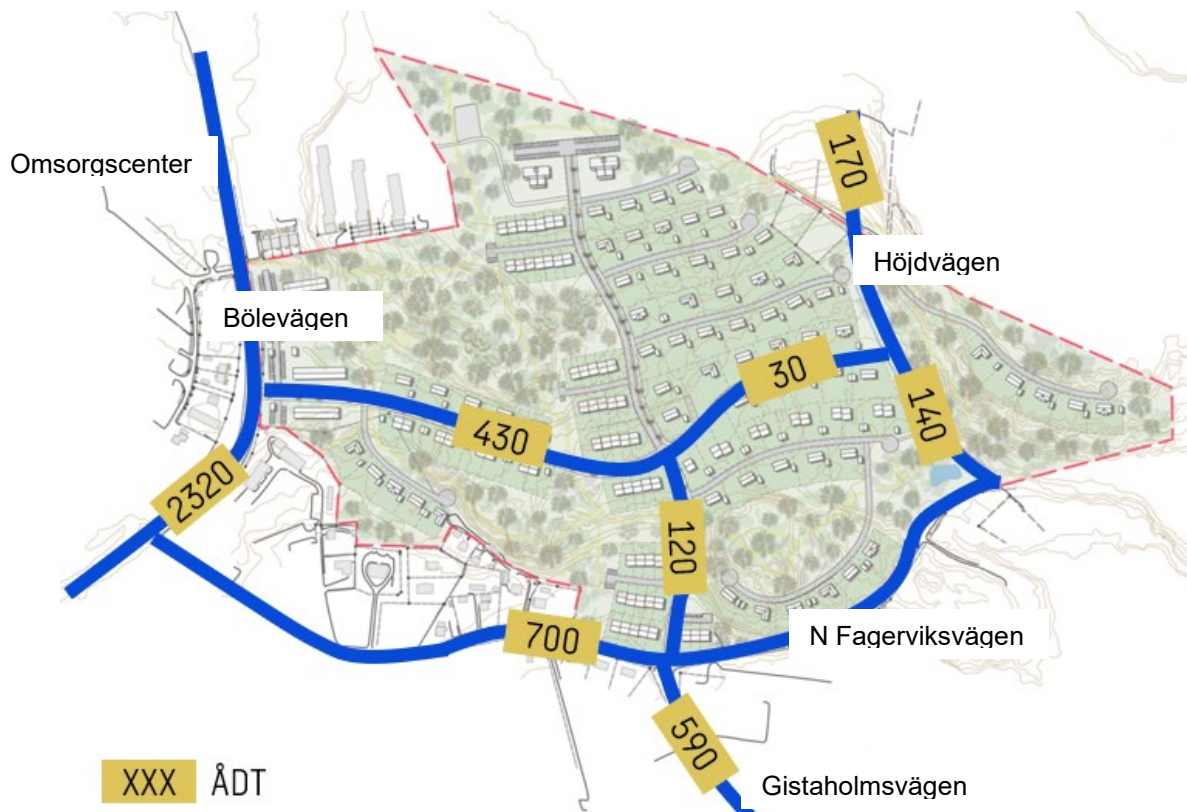 170
Omsorgscenter
Höjdvägen
Bölevägen
30
140
430
2320
120
N Fagerviksvägen
700
590
XXX ÅDT
Gistaholmsvägen